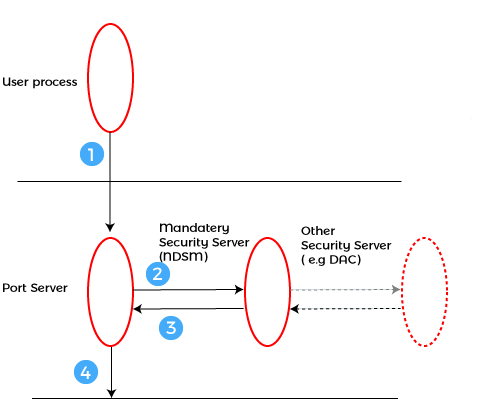 User process
1
Mandatery
Security Server
(NDSM)
Other
Security Server
( e.g DAC)
2
Port Server
3
4